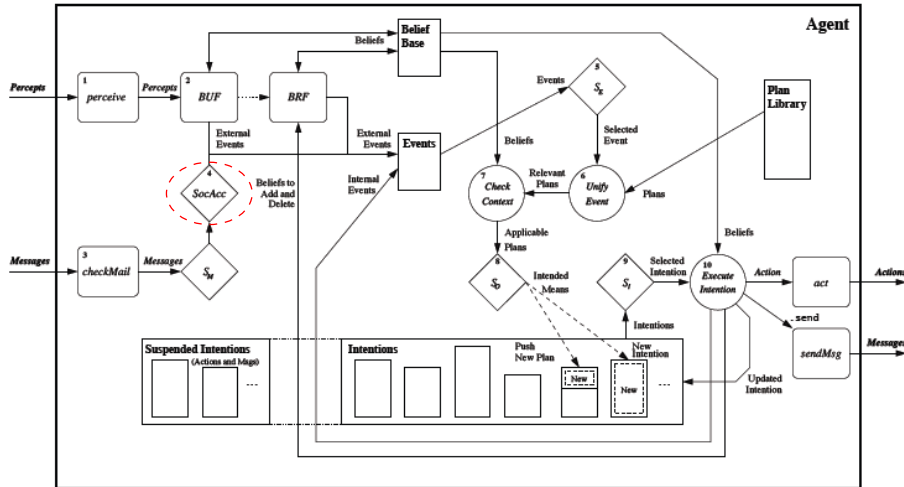 Agent
Belief
Base
Beliefs
Percepts
1
perceive
Percepts
2
BUF
BRF
External
Events
External
Events
Events
Internal
Events
4
SocAcc
Beliefs to
Add and
Delete
Messages
3
checkMail
Messages
S_M
Events
5
S_E
Selected
Event
Beliefs
7
Check
Context
Relevant
Plans
6
Unify
Event
Plans
Plan
Library
Applicable
Plans
8
S_O
Intended
Means
9
S_I
Selected
Intention
Beliefs
10
Execute
Intention
Action
act
Actions
.send
sendMsg
Messages
Intentions
Suspended Intentions
(Actions and Msgs)
...
Intentions
Push
New Plan
New
New
Intention
New
...
Updated
Intention